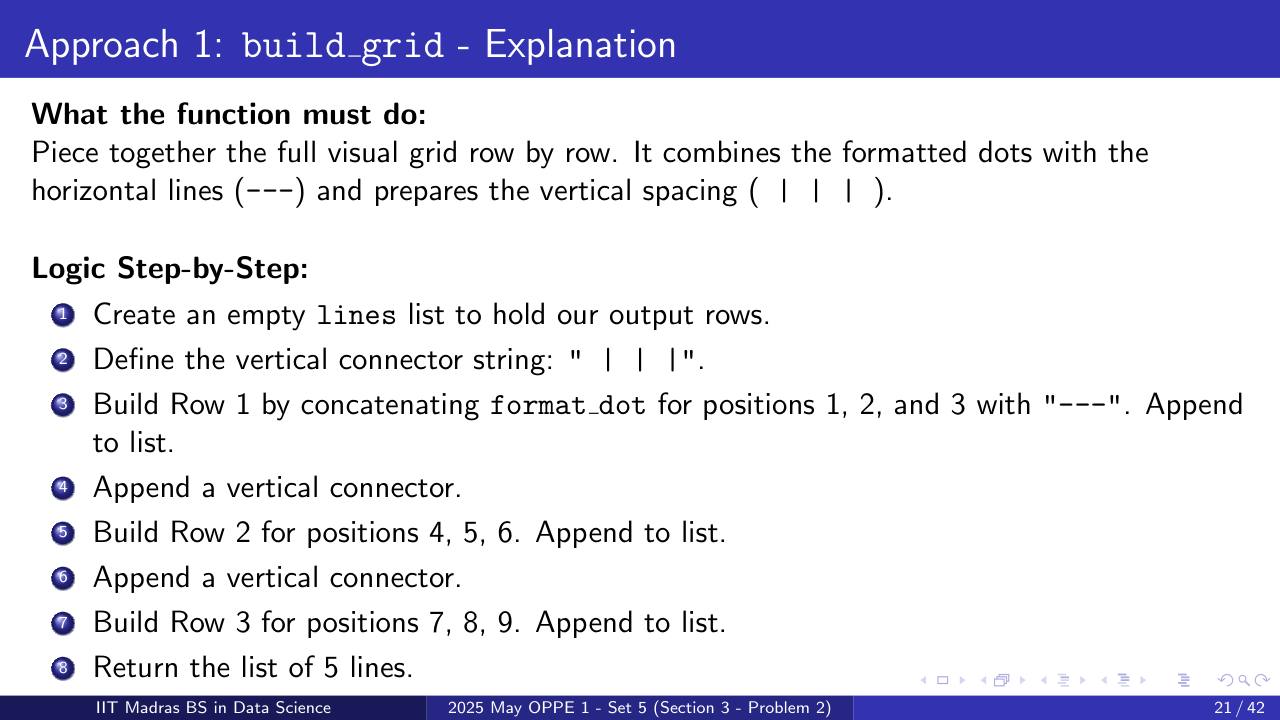 Approach 1: build_grid - Explanation
What the function must do:
Piece together the full visual grid row by row. It combines the formatted dots with the
horizontal lines (---) and prepares the vertical spacing ( | | | ).
Logic Step-by-Step:
1 Create an empty lines list to hold our output rows.
2 Define the vertical connector string: " | | |".
3 Build Row 1 by concatenating format_dot for positions 1, 2, and 3 with "---". Append
to list.
4 Append a vertical connector.
5 Build Row 2 for positions 4, 5, 6. Append to list.
6 Append a vertical connector.
7 Build Row 3 for positions 7, 8, 9. Append to list.
8 Return the list of 5 lines.
IIT Madras BS in Data Science 2025 May OPPE 1 - Set 5 (Section 3 - Problem 2) 21 / 42